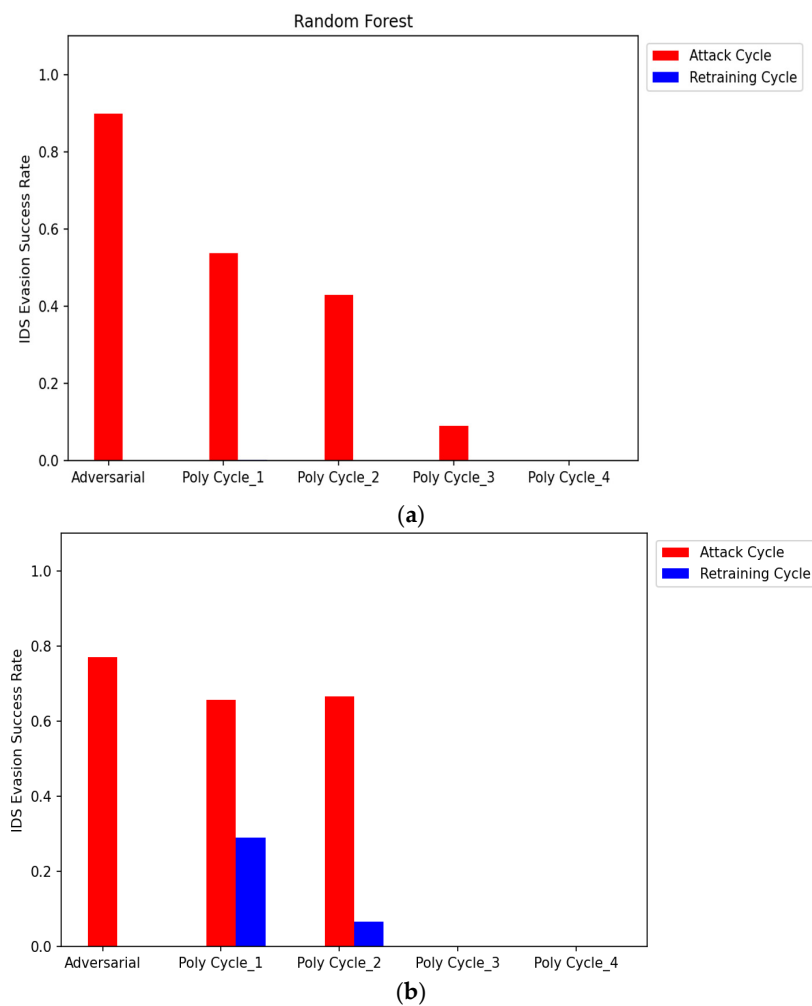 Random Forest
IDS Evasion Success Rate
1.0
0.8
0.6
0.4
0.2
0.0
Adversarial Poly Cycle_1 Poly Cycle_2 Poly Cycle_3 Poly Cycle_4
Attack Cycle
Retraining Cycle
(a)
IDS Evasion Success Rate
1.0
0.8
0.6
0.4
0.2
0.0
Adversarial Poly Cycle_1 Poly Cycle_2 Poly Cycle_3 Poly Cycle_4
Attack Cycle
Retraining Cycle
(b)